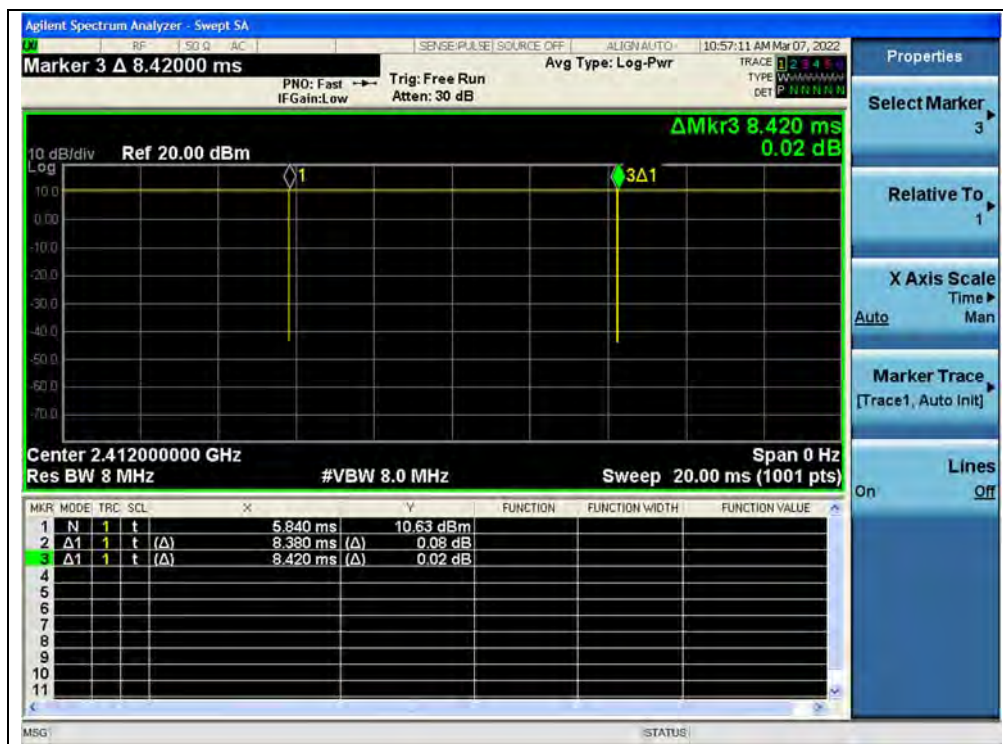 Agilent Spectrum Analyzer - Swept SA
LXI RF 50 Ω AC SENSE:PULSE SOURCE OFF ALIGN AUTO 10:57:11 AM Mar 07, 2022
Marker 3 Δ 8.42000 ms
PNO: Fast
IFGain:Low
Trig: Free Run
Atten: 30 dB
Avg Type: Log-Pwr
TRACE 1 2 3 4 5 6
TYPE
DET P N N N N N
ΔMkr3 8.420 ms
0.02 dB
10 dB/div Ref 20.00 dBm
Log
1
3Δ1
10.0
0.00
-10.0
-20.0
-30.0
-40.0
-50.0
-60.0
-70.0
Center 2.412000000 GHz Span 0 Hz
Res BW 8 MHz #VBW 8.0 MHz Sweep 20.00 ms (1001 pts)
MKR MODE TRC SCL X Y FUNCTION FUNCTION WIDTH FUNCTION VALUE
1 N 1 t 5.840 ms 10.63 dBm
2 Δ1 1 t (Δ) 8.380 ms (Δ) 0.08 dB
3 Δ1 1 t (Δ) 8.420 ms (Δ) 0.02 dB
4
5
6
7
8
9
10
11
MSG STATUS
Properties
Select Marker
3
Relative To
1
X Axis Scale
Time
Auto Man
Marker Trace
[Trace1, Auto Init]
Lines
On Off